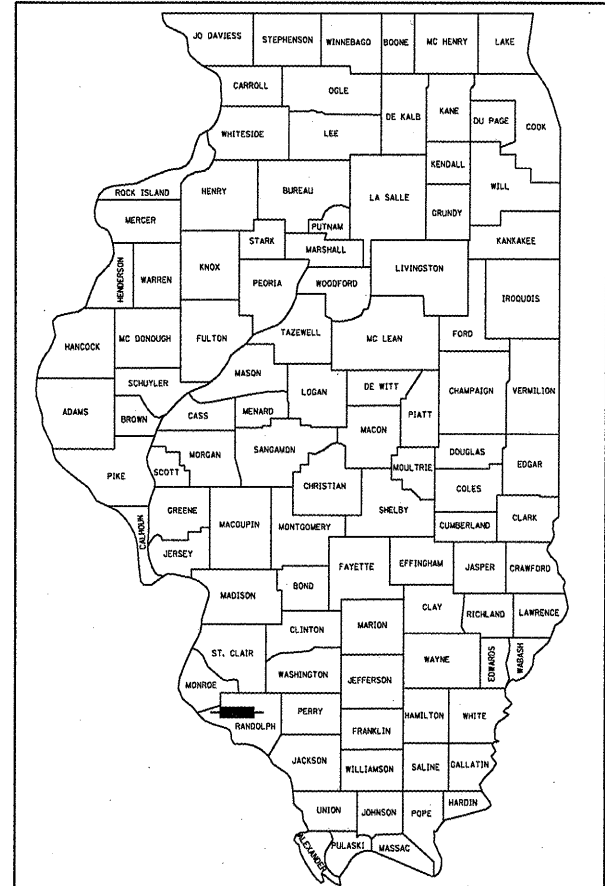 JO DAVIESS STEPHENSON WINNEBAGO BOONE MC HENRY LAKE
CARROLL OGLE DE KALB KANE DU PAGE COOK
WHITESIDE LEE
KENDALL WILL
ROCK ISLAND HENRY BUREAU LA SALLE GRUNDY
MERCER PUTNAM
STARK MARSHALL KANKAKEE
HENDERSON WARREN KNOX PEORIA WOODFORD LIVINGSTON
IROQUOIS
HANCOCK MC DONOUGH FULTON TAZEWELL MC LEAN FORD
MASON
SCHUYLER LOGAN DE WITT CHAMPAIGN VERMILION
ADAMS BROWN CASS MENARD MACON PIATT
MORGAN SANGAMON DOUGLAS
PIKE SCOTT CHRISTIAN MOULTRIE COLES EDGAR
GREENE MACOUPIN MONTGOMERY SHELBY CUMBERLAND CLARK
CALHOUN JERSEY
FAYETTE EFFINGHAM JASPER CRAWFORD
MADISON BOND CLAY
CLINTON MARION RICHLAND LAWRENCE
ST. CLAIR WAYNE EDWARDS WABASH
WASHINGTON JEFFERSON
MONROE
RANDOLPH PERRY HAMILTON WHITE
FRANKLIN
JACKSON WILLIAMSON SALINE GALLATIN
UNION JOHNSON POPE HARDIN
ALEXANDER PULASKI MASSAC